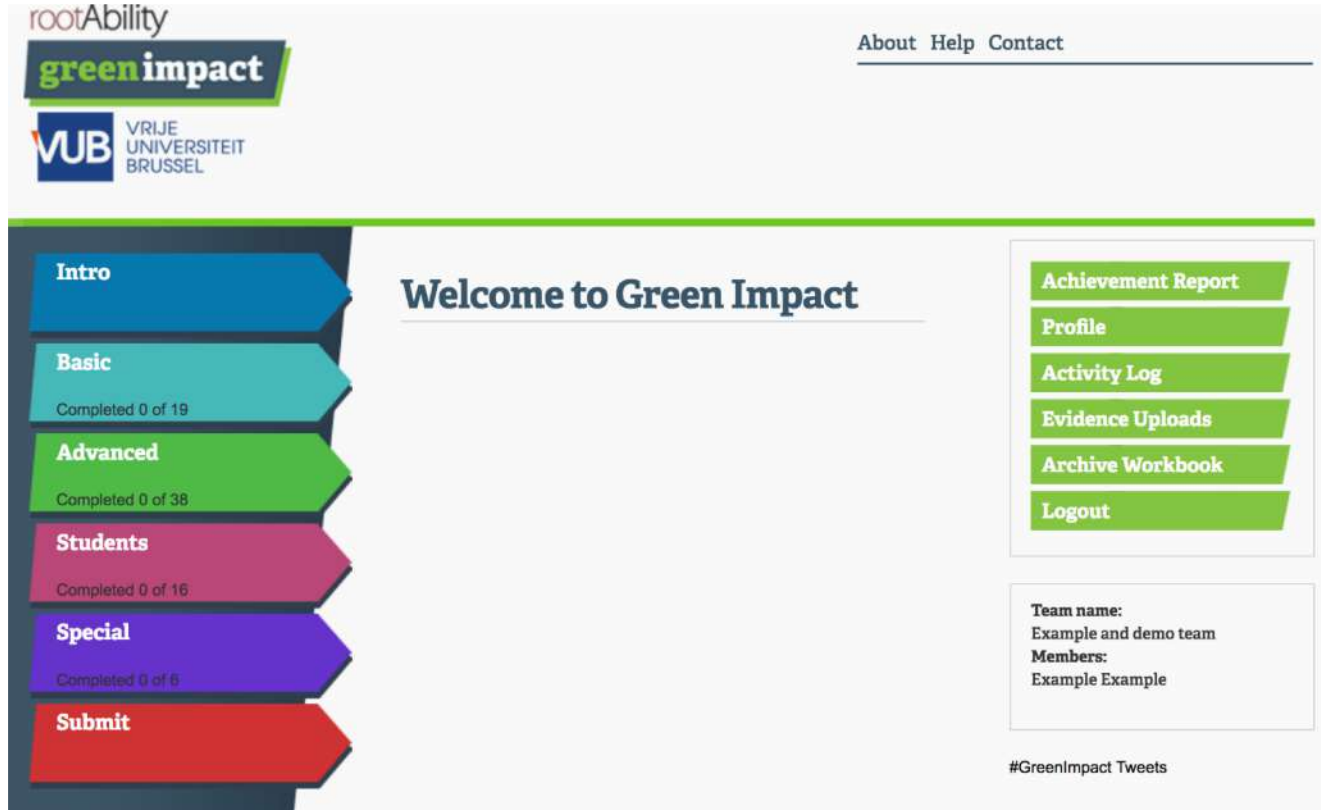 rootAbility
greenimpact
VUB
VRIJE
UNIVERSITEIT
BRUSSEL
About Help Contact
Intro
Basic
Completed 0 of 19
Advanced
Completed 0 of 38
Students
Completed 0 of 16
Special
Completed 0 of 6
Submit
Welcome to Green Impact
Achievement Report
Profile
Activity Log
Evidence Uploads
Archive Workbook
Logout
Team name:
Example and demo team
Members:
Example Example
#GreenImpact Tweets